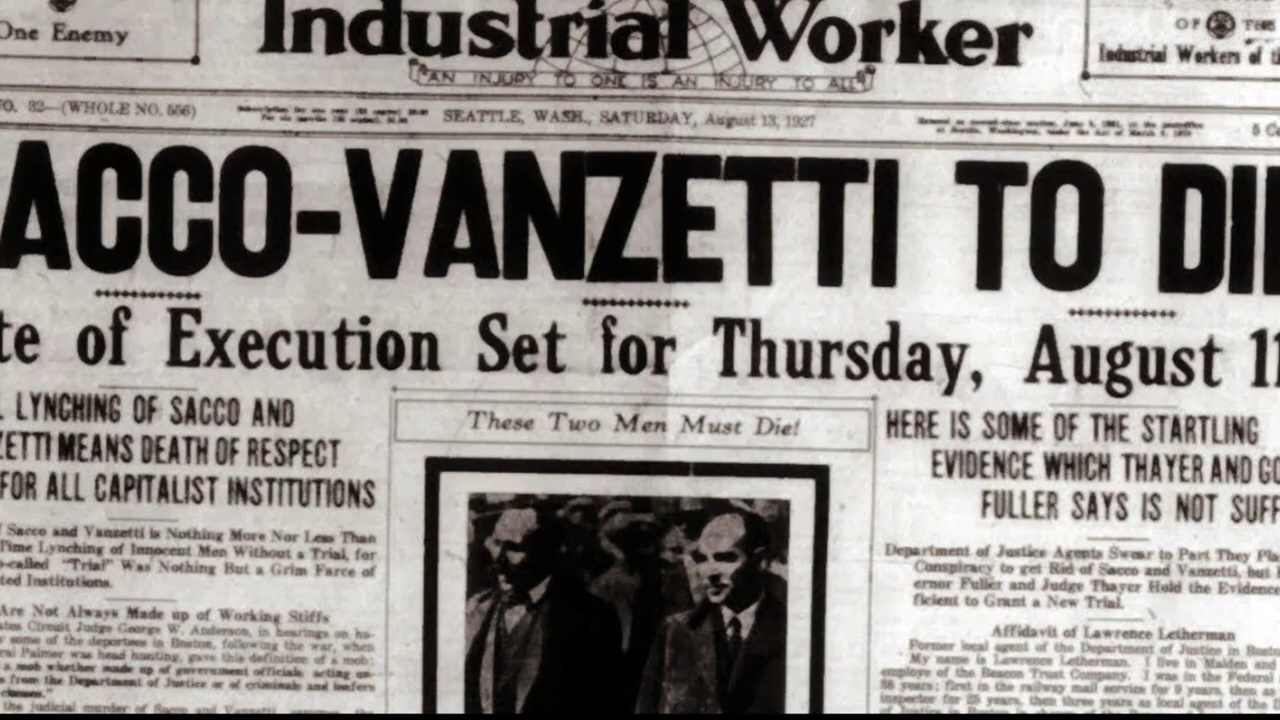 One Enemy
Industrial Worker
"AN INJURY TO ONE IS AN INJURY TO ALL"
OF THE
Industrial Workers of
NO. 32—(WHOLE NO. 556)
SEATTLE, WASH., SATURDAY, August 13, 1927
ACCO-VANZETTI TO DI
te of Execution Set for Thursday, August 11
LYNCHING OF SACCO AND
ZETTI MEANS DEATH OF RESPECT
FOR ALL CAPITALIST INSTITUTIONS
Sacco and Vanzetti is Nothing More Nor Less Than
Time Lynching of Innocent Men Without a Trial, for
o-called "Trial" Was Nothing But a Grim Farce of
ted Institutions.
Are Not Always Made up of Working Stiffs
ates Circuit Judge George W. Anderson, in hearings on ha-
r some of the deportees in Boston, following the war, when
ral Palmer was head hunting, gave this definition of a mob:
a mob whether made up of government officials acting un-
s from the Department of Justice or of criminals and loafers
classes."
the judicial murder of Sacco and Vanzetti
These Two Men Must Die!
HERE IS SOME OF THE STARTLING
EVIDENCE WHICH THAYER AND GO
FULLER SAYS IS NOT SUFF
Department of Justice Agents Swear to Part They Pla
Conspiracy to get Rid of Sacco and Vanzetti, but
ernor Fuller and Judge Thayer Hold the Evidence
ficient to Grant a New Trial.
Affidavit of Lawrence Letherman
Former local agent of the Department of Justice in Bosto
My name is Lawrence Letherman. I live in Malden and
employe of the Beacon Trust Company. I was in the Federal
36 years; first in the railway mail service for 9 years, then as
inspector for 25 years, then three years as local agent of the